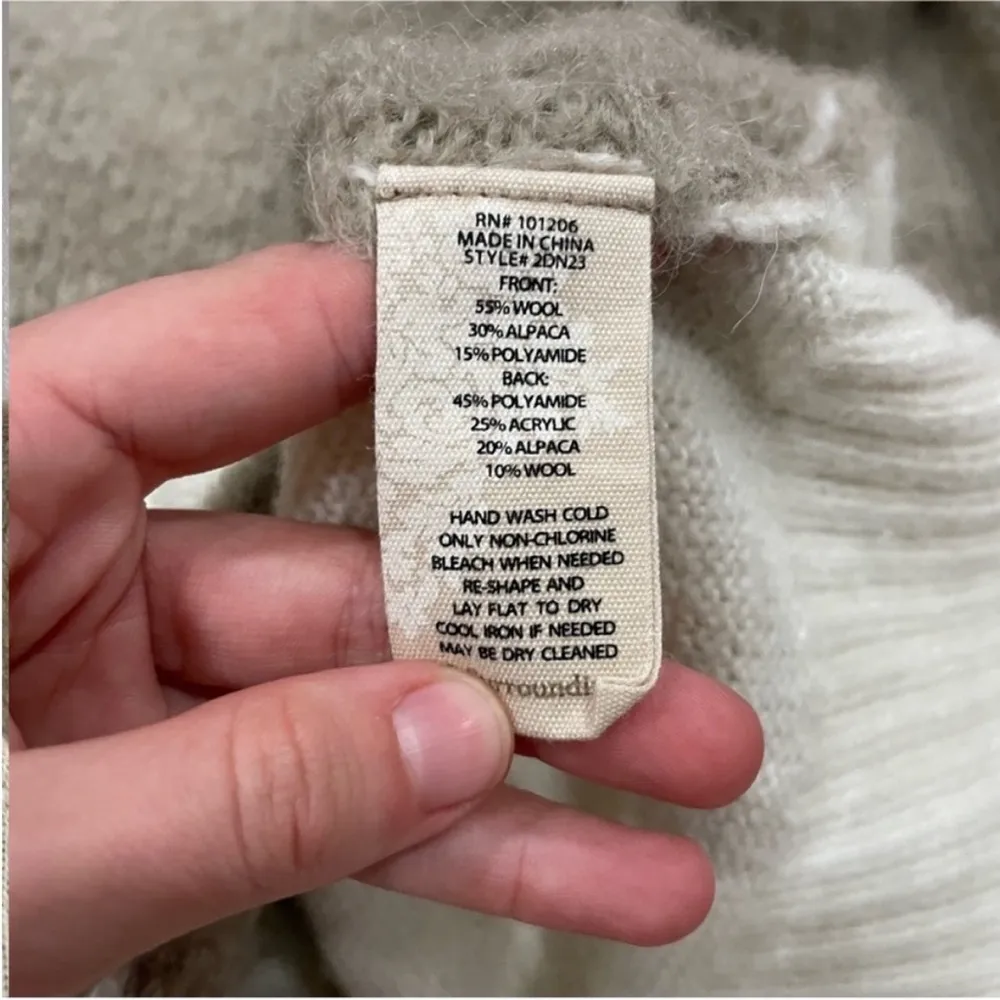 RN# 101206
MADE IN CHINA
STYLE# 2DN23
FRONT:
55% WOOL
30% ALPACA
15% POLYAMIDE
BACK:
45% POLYAMIDE
25% ACRYLIC
20% ALPACA
10% WOOL
HAND WASH COLD
ONLY NON-CHLORINE
BLEACH WHEN NEEDED
RE-SHAPE AND
LAY FLAT TO DRY
COOL IRON IF NEEDED
MAY BE DRY CLEANED